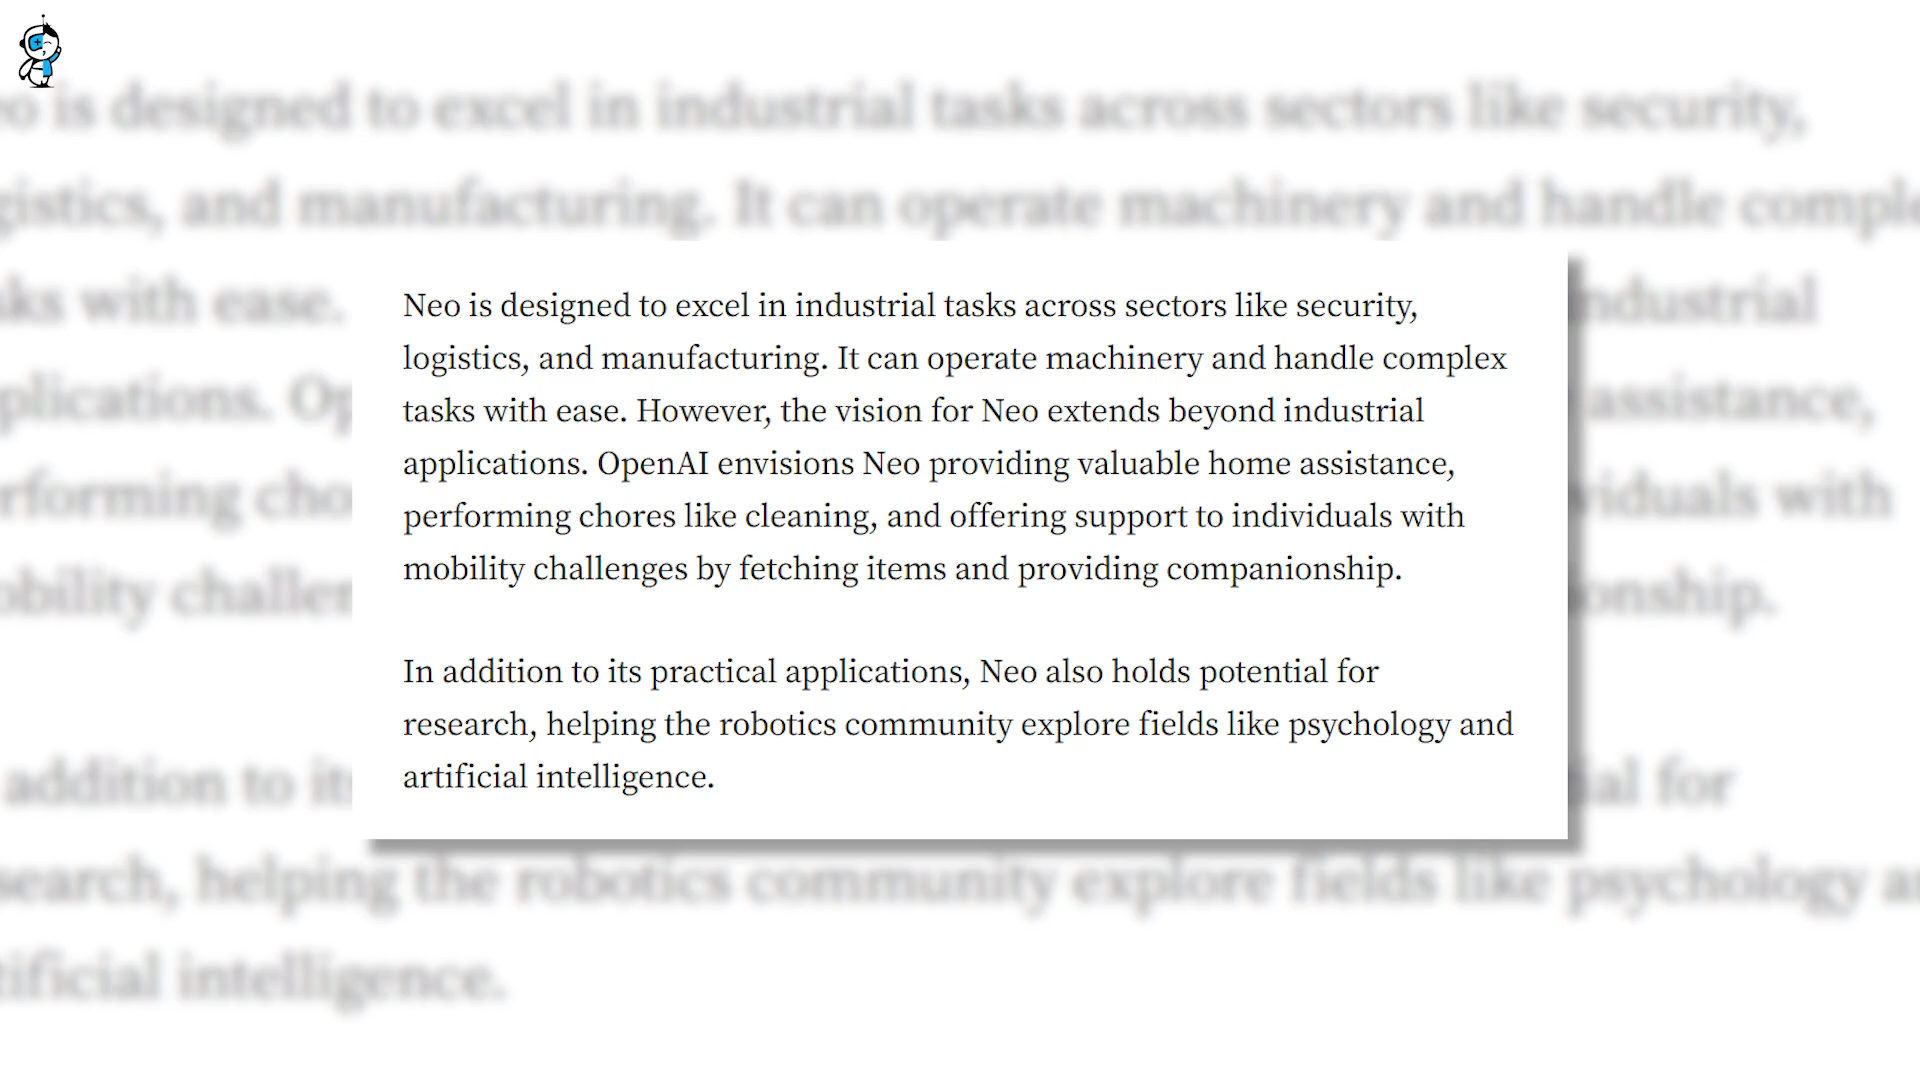 Neo is designed to excel in industrial tasks across sectors like security,
logistics, and manufacturing. It can operate machinery and handle complex
tasks with ease. However, the vision for Neo extends beyond industrial
applications. OpenAI envisions Neo providing valuable home assistance,
performing chores like cleaning, and offering support to individuals with
mobility challenges by fetching items and providing companionship.
In addition to its practical applications, Neo also holds potential for
research, helping the robotics community explore fields like psychology and
artificial intelligence.